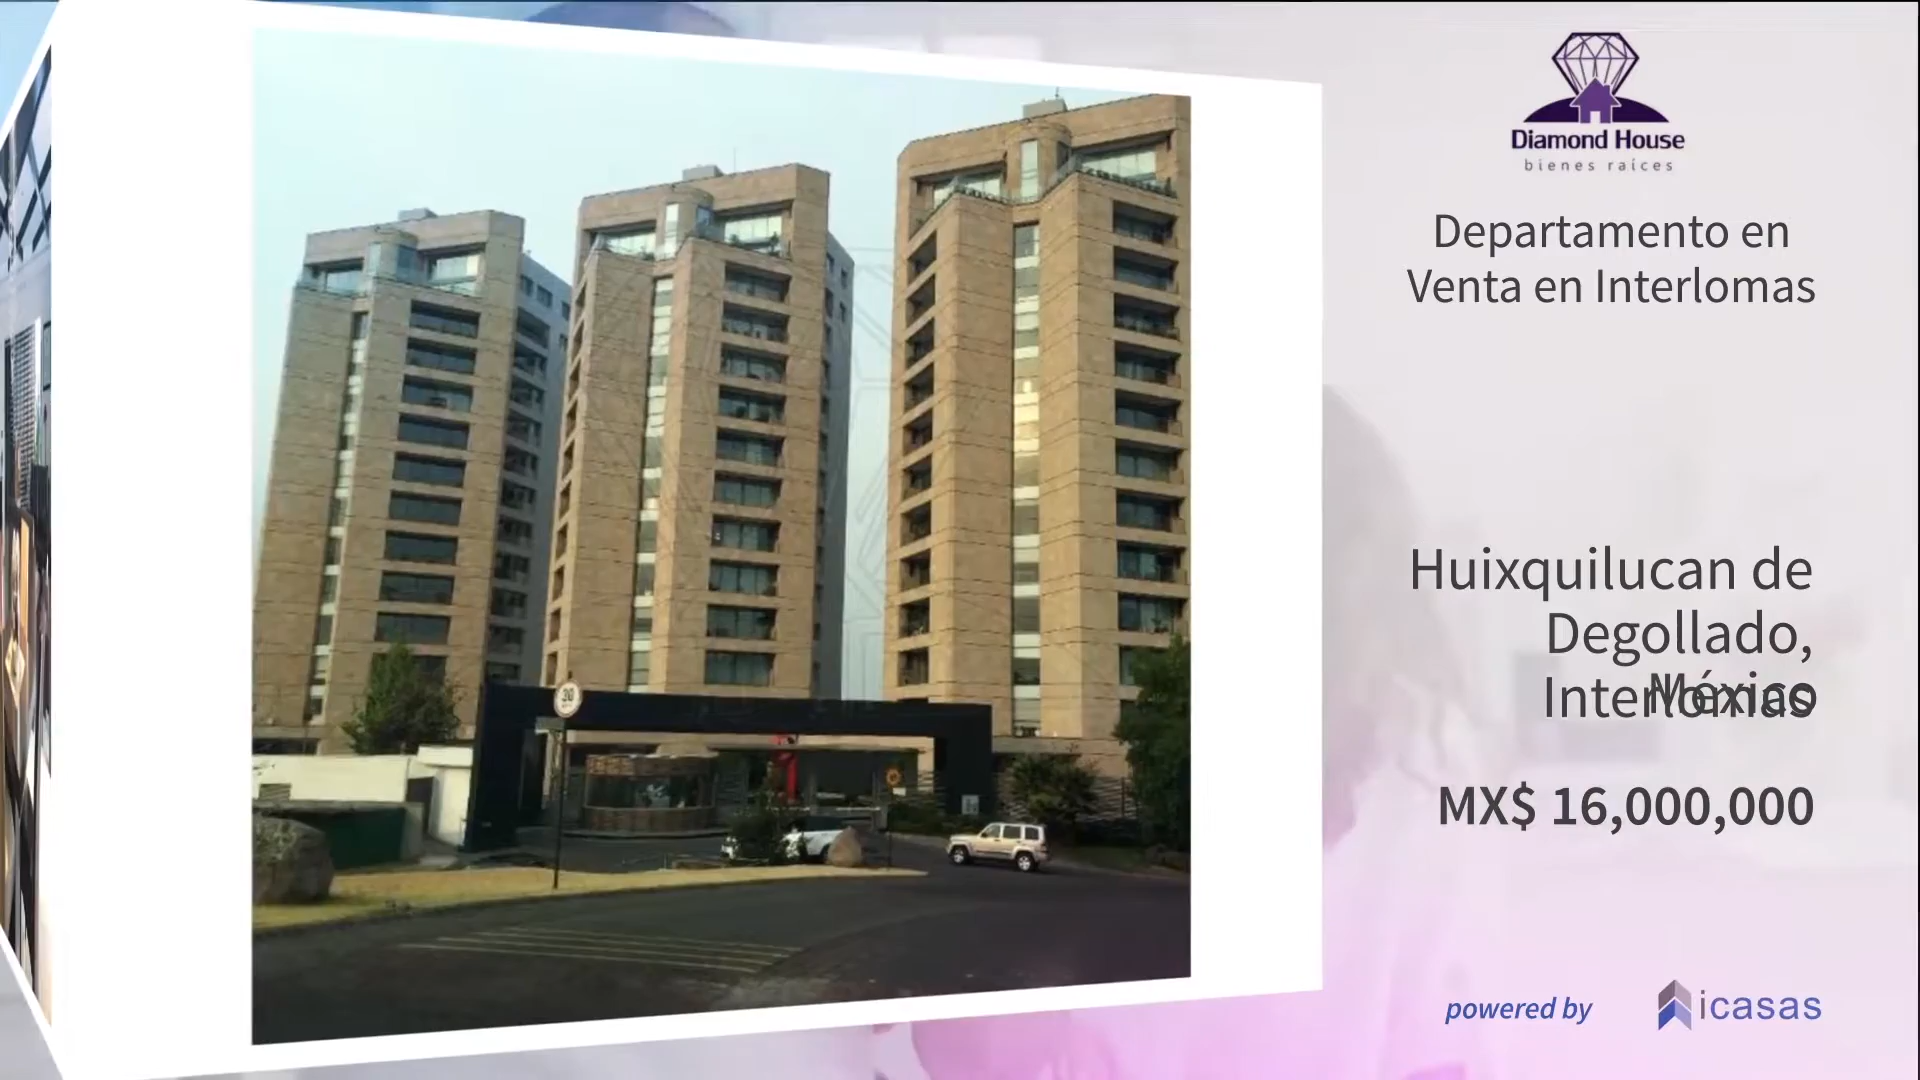 Diamond House
bienes raíces
Departamento en
Venta en Interlomas
Huixquilucan de
Degollado,
Interlomas
México
MX$ 16,000,000
powered by
icasas
20